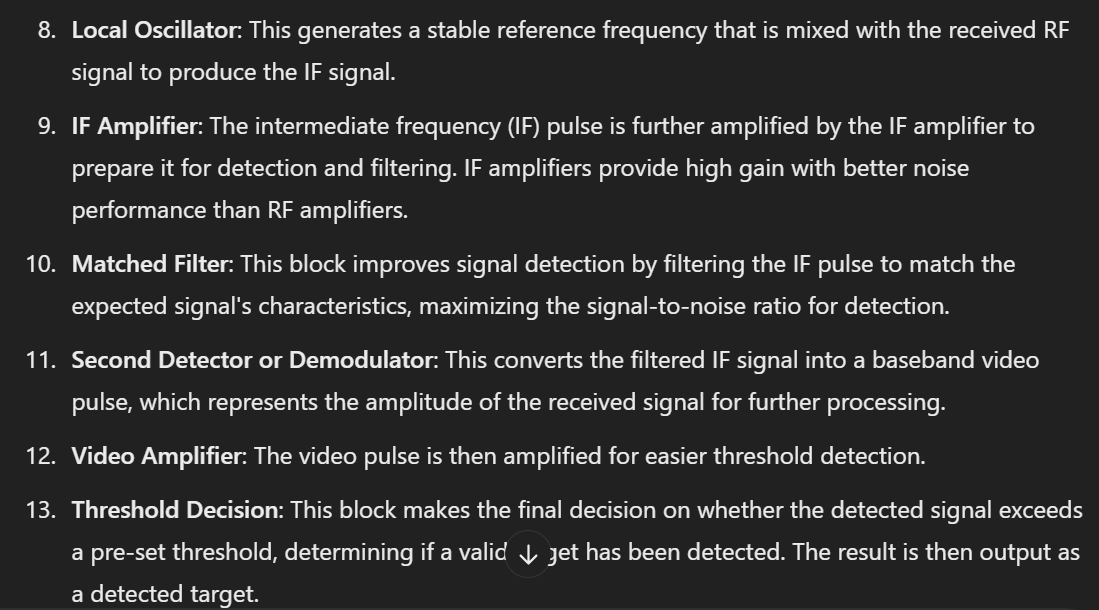 8. Local Oscillator: This generates a stable reference frequency that is mixed with the received RF
signal to produce the IF signal.
9. IF Amplifier: The intermediate frequency (IF) pulse is further amplified by the IF amplifier to
prepare it for detection and filtering. IF amplifiers provide high gain with better noise
performance than RF amplifiers.
10. Matched Filter: This block improves signal detection by filtering the IF pulse to match the
expected signal's characteristics, maximizing the signal-to-noise ratio for detection.
11. Second Detector or Demodulator: This converts the filtered IF signal into a baseband video
pulse, which represents the amplitude of the received signal for further processing.
12. Video Amplifier: The video pulse is then amplified for easier threshold detection.
13. Threshold Decision: This block makes the final decision on whether the detected signal exceeds
a pre-set threshold, determining if a valid has been detected. The result is then output as
a detected target.